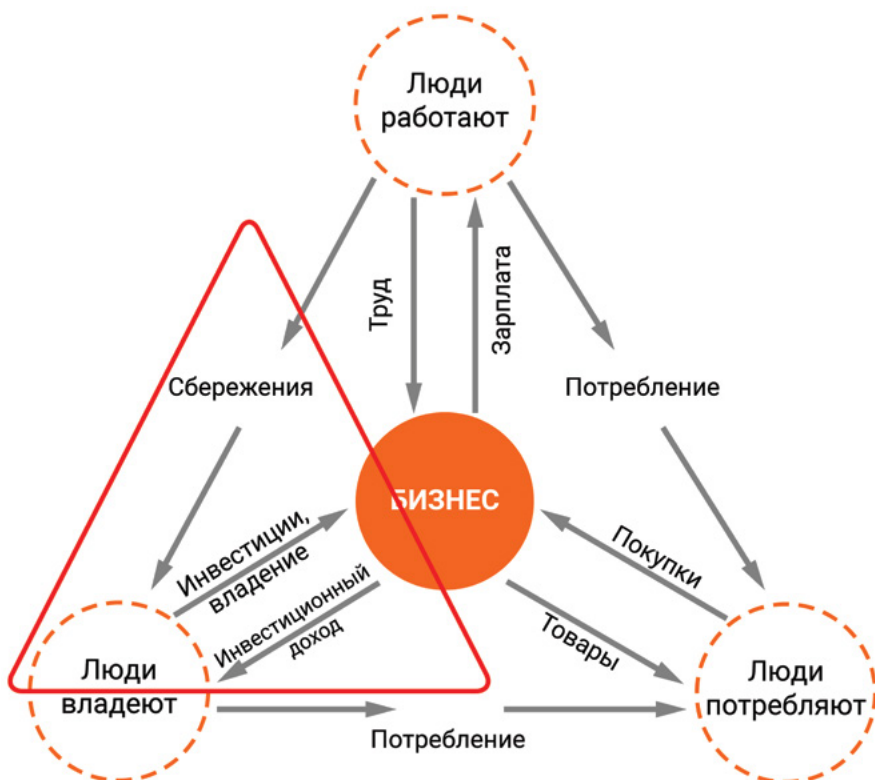 Люди
работают
Труд
Зарплата
Сбережения
Потребление
БИЗНЕС
Инвестиции,
владение
Инвестиционный
доход
Покупки
Товары
Люди
владеют
Люди
потребляют
Потребление